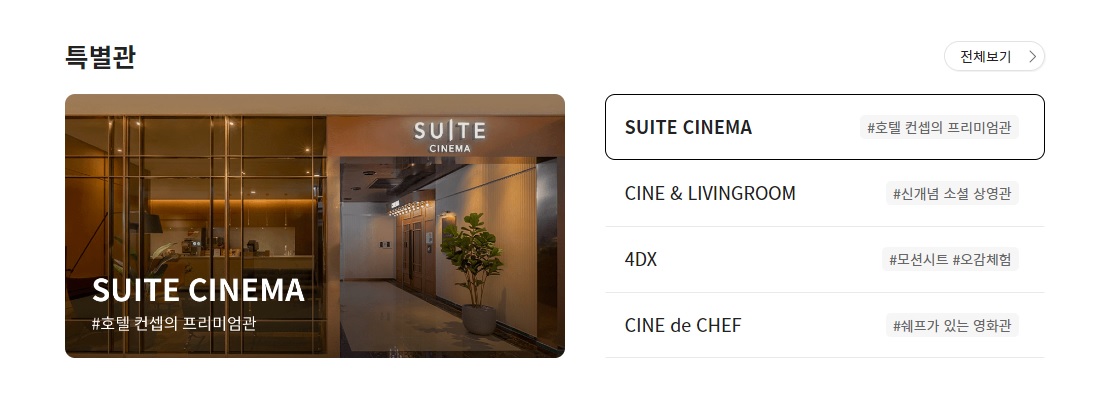 특별관
전체보기
SUITE
CINEMA
SUITE CINEMA
#호텔 컨셉의 프리미엄관
SUITE CINEMA
#호텔 컨셉의 프리미엄관
CINE & LIVINGROOM
#신개념 소셜 상영관
4DX
#모션시트 #오감체험
CINE de CHEF
#쉐프가 있는 영화관